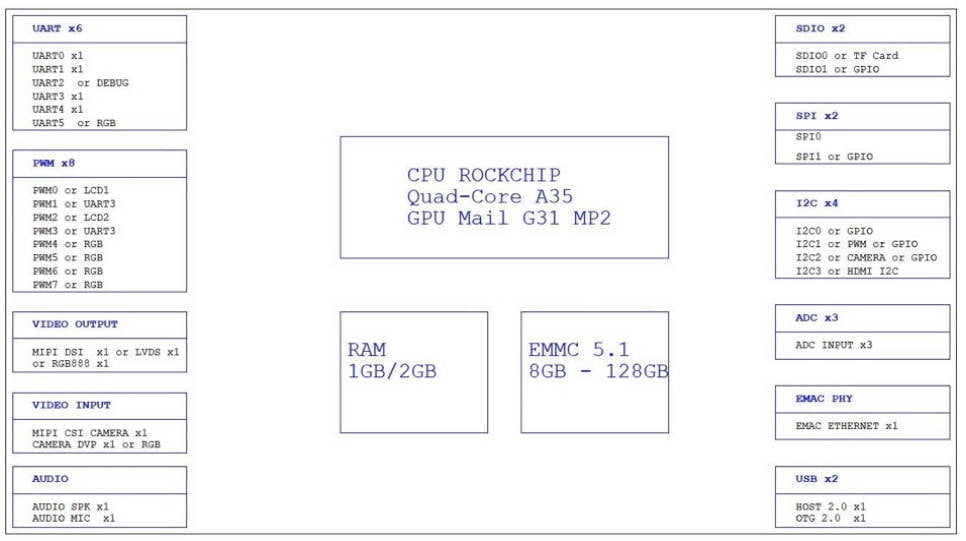 UART x6
UART0 x1
UART1 x1
UART2 or DEBUG
UART3 x1
UART4 x1
UART5 or RGB
PWM x8
PWM0 or LCD1
PWM1 or UART3
PWM2 or LCD2
PWM3 or UART3
PWM4 or RGB
PWM5 or RGB
PWM6 or RGB
PWM7 or RGB
VIDEO OUTPUT
MIPI DSI x1 or LVDS x1
or RGB888 x1
VIDEO INPUT
MIPI CSI CAMERA x1
CAMERA DVP x1 or RGB
AUDIO
AUDIO SPK x1
AUDIO MIC x1
CPU ROCKCHIP
Quad-Core A35
GPU Mail G31 MP2
RAM
1GB/2GB
EMMC 5.1
8GB - 128GB
SDIO x2
SDIO0 or TF Card
SDIO1 or GPIO
SPI x2
SPI0
SPI1 or GPIO
I2C x4
I2C0 or GPIO
I2C1 or PWM or GPIO
I2C2 or CAMERA or GPIO
I2C3 or HDMI I2C
ADC x3
ADC INPUT x3
EMAC PHY
EMAC ETHERNET x1
USB x2
HOST 2.0 x1
OTG 2.0 x1